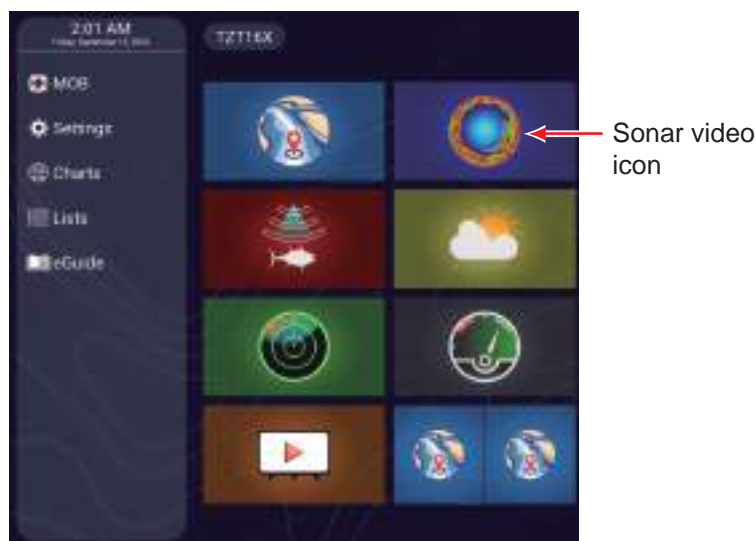 2:01 AM
TZT16X
MOB
Settings
Charts
Lists
eGuide
Sonar video
icon